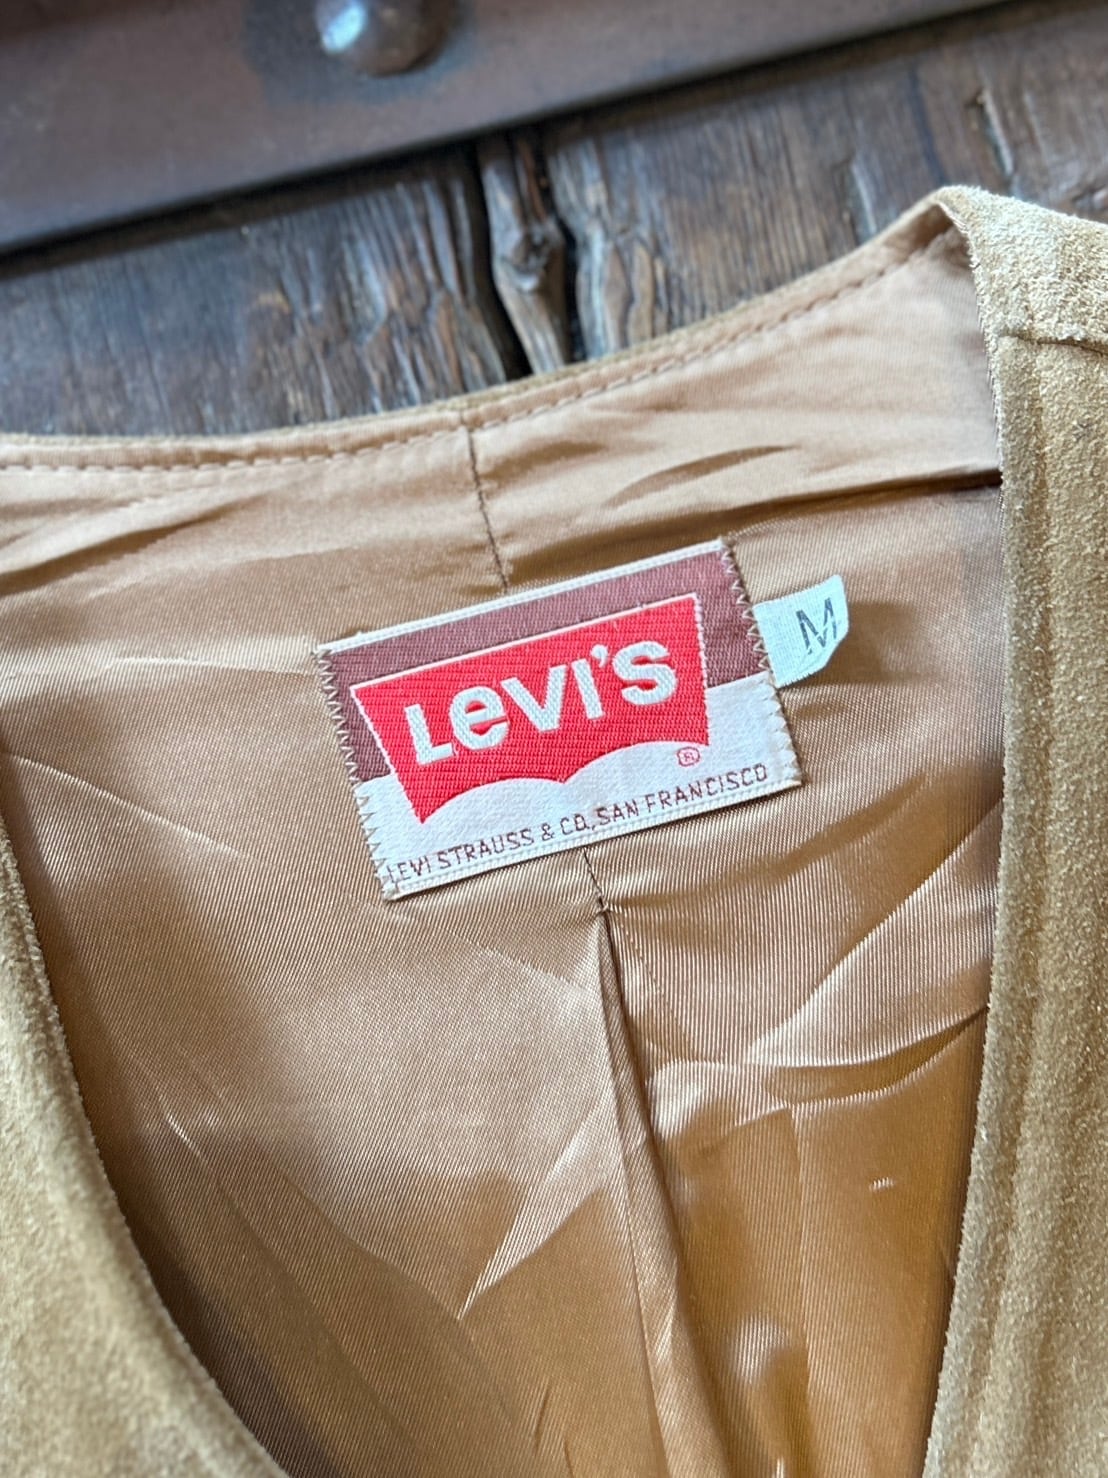 Levi's
®
LEVI STRAUSS & CO., SAN FRANCISCO
M